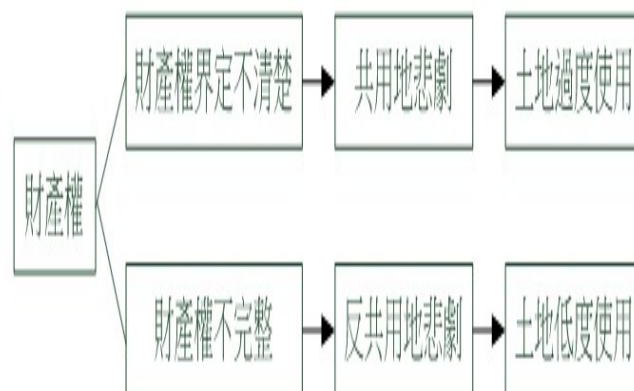 財產權
財產權界定不清楚
共用地悲劇
土地過度使用
財產權不完整
反共用地悲劇
土地低度使用